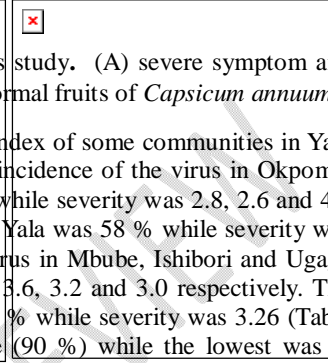 s study. (A) severe symptom a
rmal fruits of Capsicum annuum
ndex of some communities in Ya
incidence of the virus in Okpom
while severity was 2.8, 2.6 and 4
Yala was 58 % while severity w
rus in Mbube, Ishibori and Uga
3.6, 3.2 and 3.0 respectively. T
% while severity was 3.26 (Tab
(90 %) while the lowest was